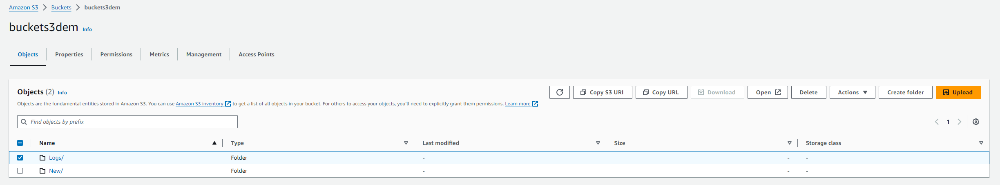 Amazon S3 > Buckets > buckets3dem
buckets3dem Info
Objects Properties Permissions Metrics Management Access Points
Objects (2) Info
Copy S3 URI Copy URL Download Open Delete Actions Create folder Upload
Objects are the fundamental entities stored in Amazon S3. You can use Amazon S3 inventory to get a list of all objects in your bucket. For others to access your objects, you'll need to explicitly grant them permissions. Learn more
Find objects by prefix
1
Name Type Last modified Size Storage class
Logs/ Folder - - -
New/ Folder - - -